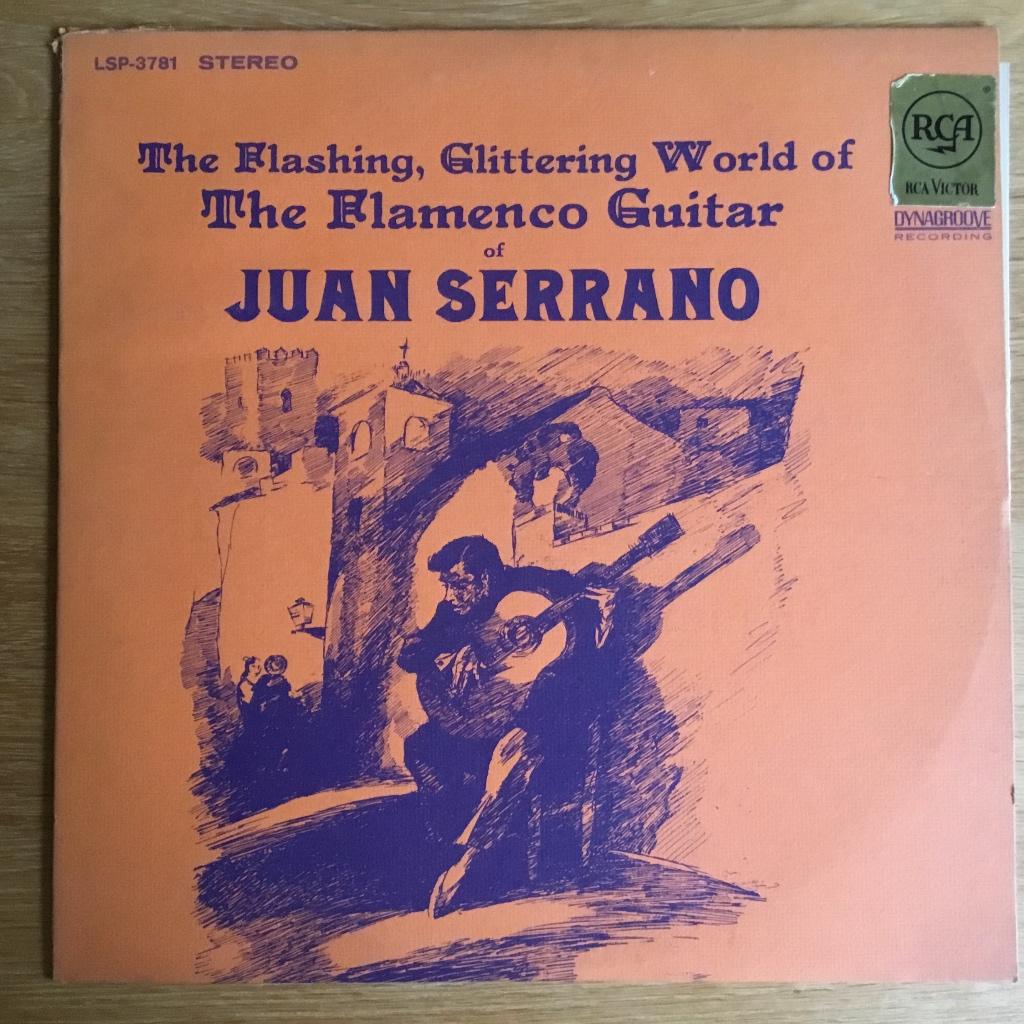 LSP-3781 STEREO
RCA
RCA VICTOR
DYNAGROOVE
RECORDING
The Flashing, Glittering World of
The Flamenco Guitar
of
JUAN SERRANO